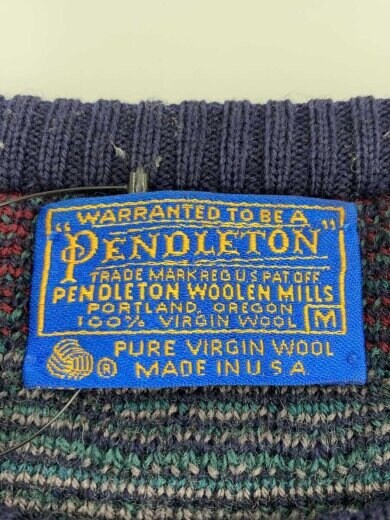 WARRANTED TO BE A
"PENDLETON"
TRADE MARK REG US PAT OFF
PENDLETON WOOLEN MILLS
PORTLAND, OREGON
100% VIRGIN WOOL M
® PURE VIRGIN WOOL
MADE IN U.S.A.